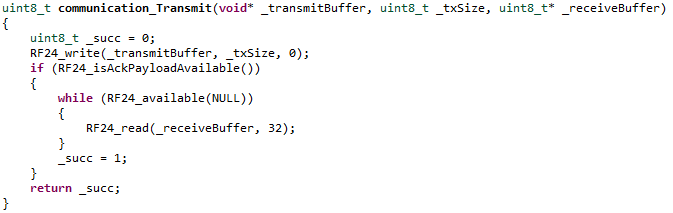 uint8_t communication_Transmit(void* _transmitBuffer, uint8_t _txSize, uint8_t* _receiveBuffer)
{
    uint8_t _succ = 0;
    RF24_write(_transmitBuffer, _txSize, 0);
    if (RF24_isAckPayloadAvailable())
    {
        while (RF24_available(NULL))
        {
            RF24_read(_receiveBuffer, 32);
        }
        _succ = 1;
    }
    return _succ;
}